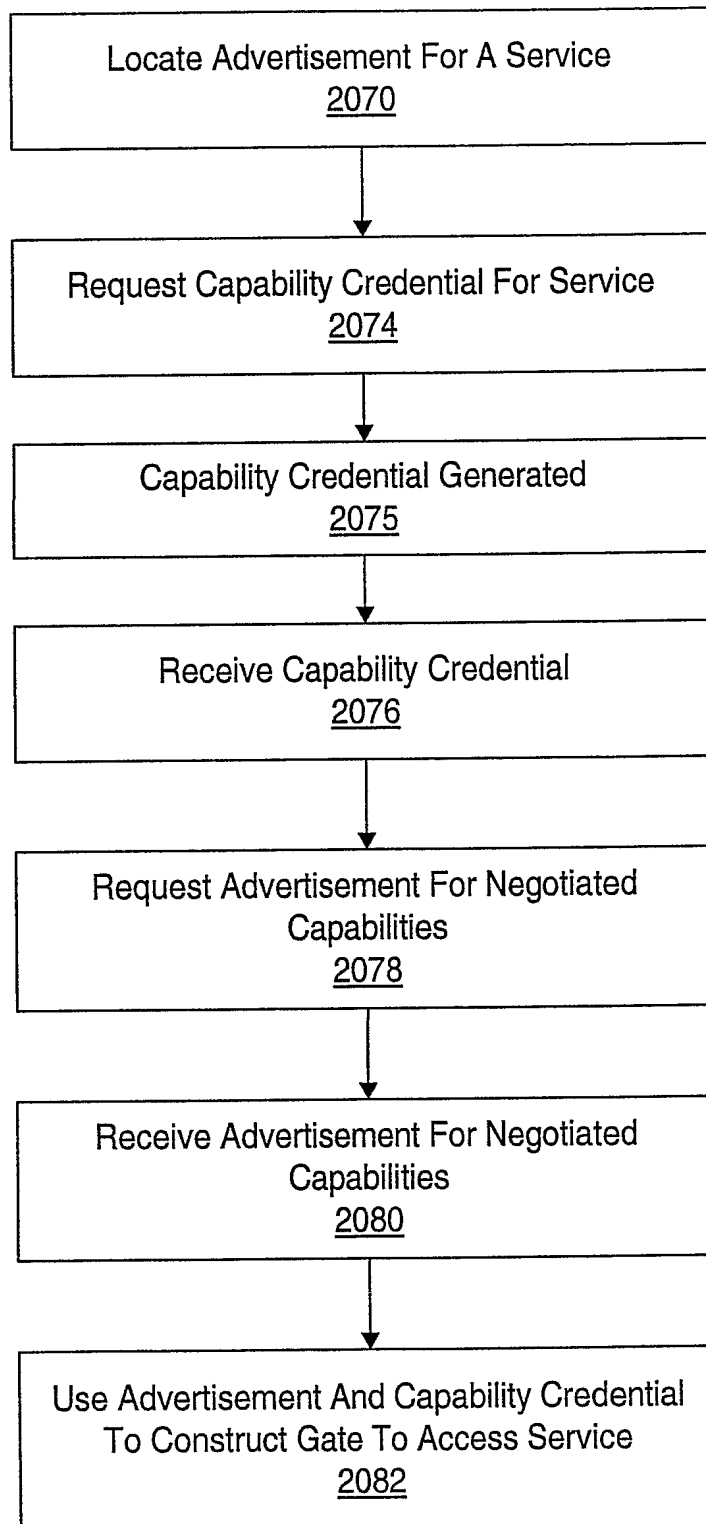 Locate Advertisement For A Service
2070
Request Capability Credential For Service
2074
Capability Credential Generated
2075
Receive Capability Credential
2076
Request Advertisement For Negotiated
Capabilities
2078
Receive Advertisement For Negotiated
Capabilities
2080
Use Advertisement And Capability Credential
To Construct Gate To Access Service
2082